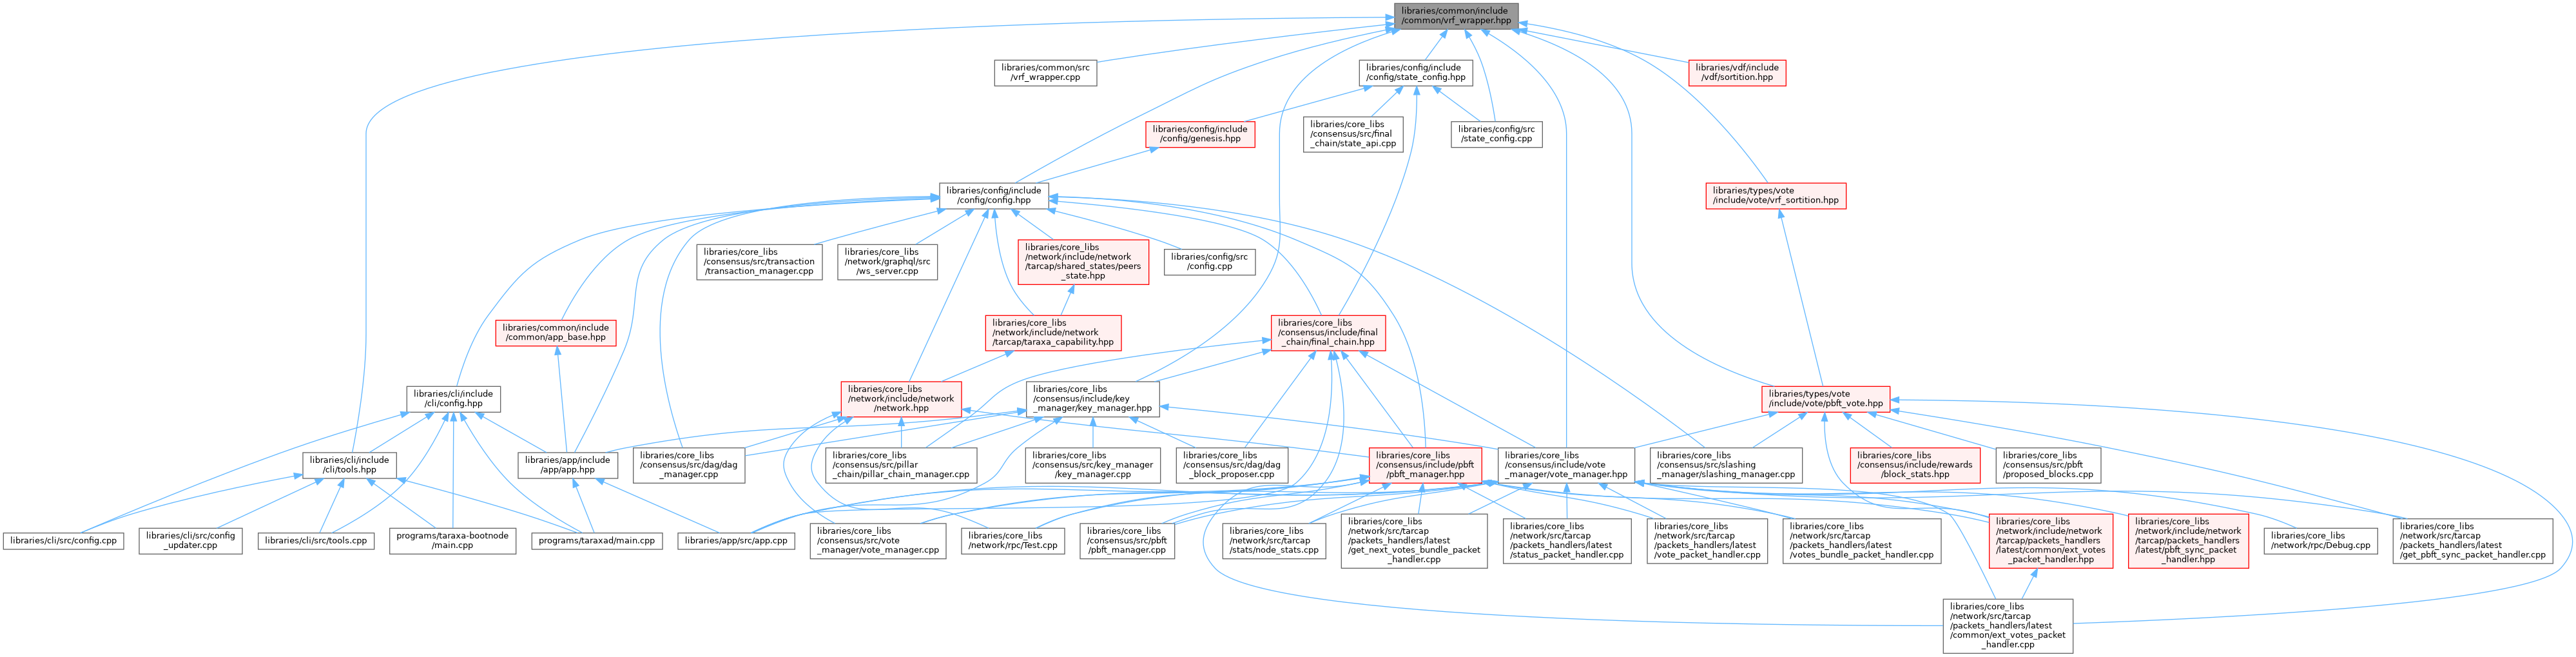 libraries/common/include
/common/vrf_wrapper.hpp
libraries/common/src
/vrf_wrapper.cpp
libraries/config/include
/config/state_config.hpp
libraries/vdf/include
/vdf/sortition.hpp
libraries/config/include
/config/genesis.hpp
libraries/core_libs
/consensus/src/final
_chain/state_api.cpp
libraries/config/src
/state_config.cpp
libraries/config/include
/config/config.hpp
libraries/types/vote
/include/vote/vrf_sortition.hpp
libraries/core_libs
/consensus/src/transaction
/transaction_manager.cpp
libraries/core_libs
/network/graphql/src
/ws_server.cpp
libraries/core_libs
/network/include/network
/tarcap/shared_states/peers
_state.hpp
libraries/config/src
/config.cpp
libraries/common/include
/common/app_base.hpp
libraries/core_libs
/network/include/network
/tarcap/taraxa_capability.hpp
libraries/core_libs
/consensus/include/final
_chain/final_chain.hpp
libraries/cli/include
/cli/config.hpp
libraries/core_libs
/network/include/network
/network.hpp
libraries/core_libs
/consensus/include/key
_manager/key_manager.hpp
libraries/types/vote
/include/vote/pbft_vote.hpp
libraries/cli/include
/cli/tools.hpp
libraries/app/include
/app/app.hpp
libraries/core_libs
/consensus/src/dag/dag
_manager.cpp
libraries/core_libs
/consensus/src/pillar
_chain/pillar_chain_manager.cpp
libraries/core_libs
/consensus/src/key_manager
/key_manager.cpp
libraries/core_libs
/consensus/src/dag/dag
_block_proposer.cpp
libraries/core_libs
/consensus/include/pbft
/pbft_manager.hpp
libraries/core_libs
/consensus/include/vote
_manager/vote_manager.hpp
libraries/core_libs
/consensus/src/slashing
_manager/slashing_manager.cpp
libraries/core_libs
/consensus/include/rewards
/block_stats.hpp
libraries/core_libs
/consensus/src/pbft
/proposed_blocks.cpp
libraries/cli/src/config.cpp
libraries/cli/src/config
_updater.cpp
libraries/cli/src/tools.cpp
programs/taraxa-bootnode
/main.cpp
programs/taraxad/main.cpp
libraries/app/src/app.cpp
libraries/core_libs
/consensus/src/vote
_manager/vote_manager.cpp
libraries/core_libs
/network/rpc/Test.cpp
libraries/core_libs
/consensus/src/pbft
/pbft_manager.cpp
libraries/core_libs
/network/src/tarcap
/stats/node_stats.cpp
libraries/core_libs
/network/src/tarcap
/packets_handlers/latest
/get_next_votes_bundle_packet
_handler.cpp
libraries/core_libs
/network/src/tarcap
/packets_handlers/latest
/status_packet_handler.cpp
libraries/core_libs
/network/src/tarcap
/packets_handlers/latest
/vote_packet_handler.cpp
libraries/core_libs
/network/src/tarcap
/packets_handlers/latest
/votes_bundle_packet_handler.cpp
libraries/core_libs
/network/include/network
/tarcap/packets_handlers
/latest/common/ext_votes
_packet_handler.hpp
libraries/core_libs
/network/include/network
/tarcap/packets_handlers
/latest/pbft_sync_packet
_handler.hpp
libraries/core_libs
/network/rpc/Debug.cpp
libraries/core_libs
/network/src/tarcap
/packets_handlers/latest
/get_pbft_sync_packet_handler.cpp
libraries/core_libs
/network/src/tarcap
/packets_handlers/latest
/common/ext_votes_packet
_handler.cpp